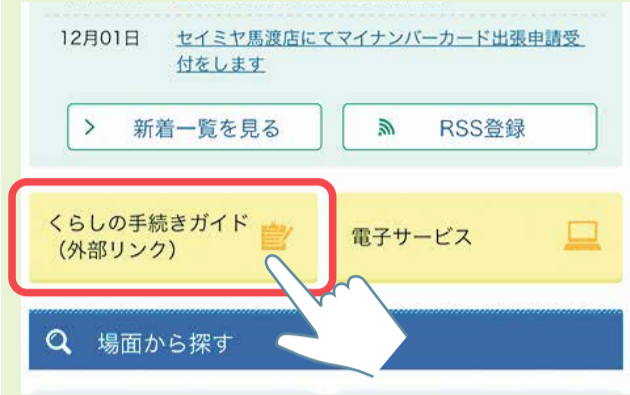 12月01日 セイミヤ馬渡店にてマイナンバーカード出張申請受
付をします
新着一覧を見る RSS登録
くらしの手続きガイド
（外部リンク）
電子サービス
場面から探す